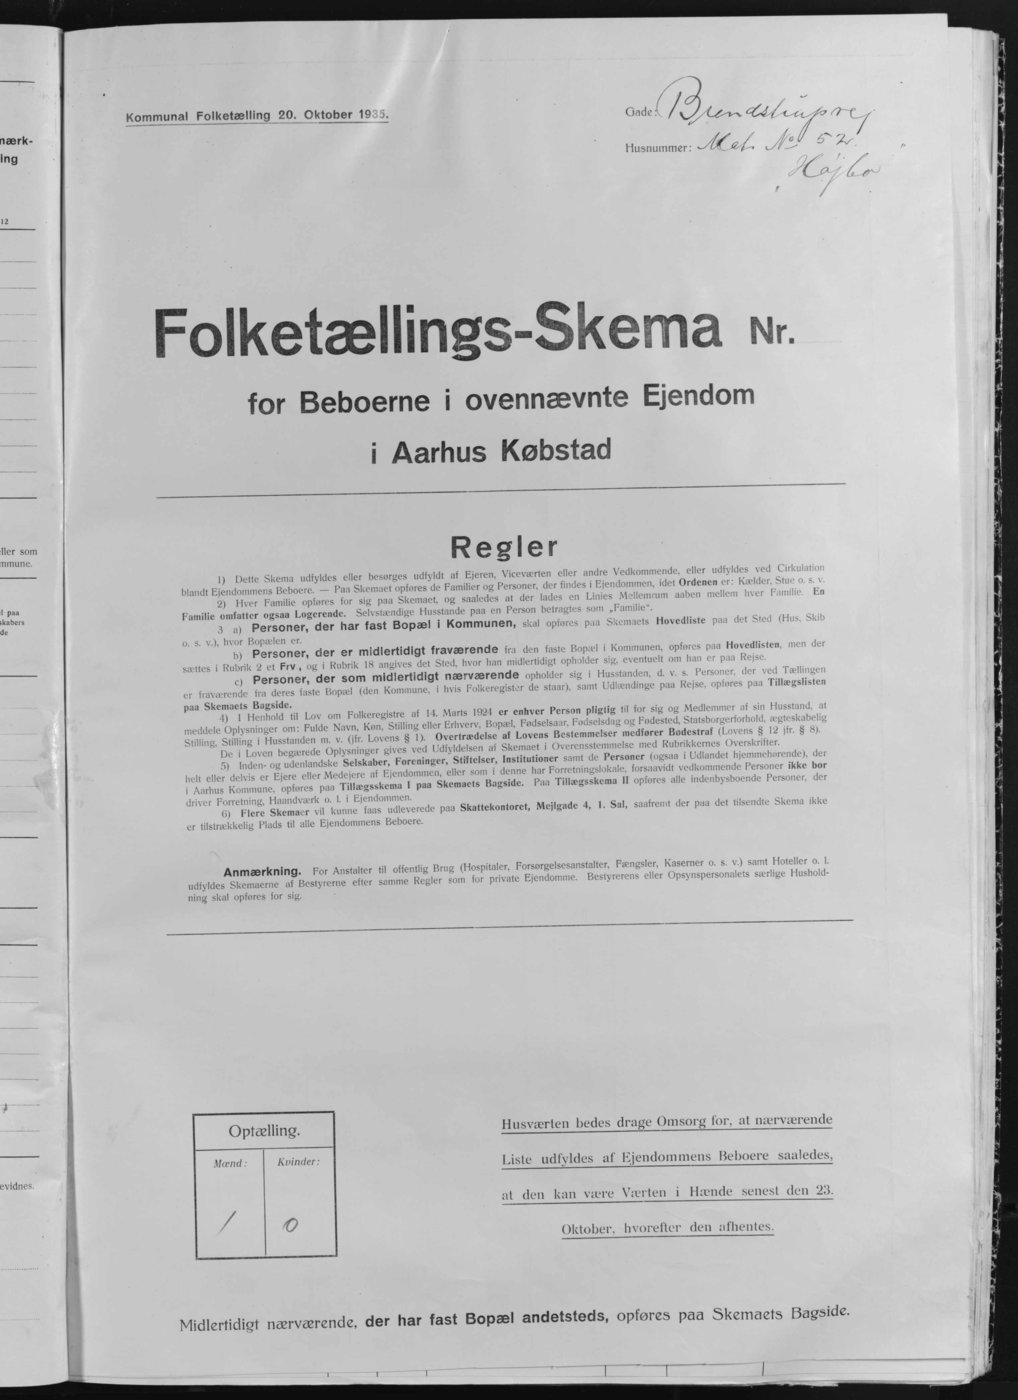 Kommunal Folketælling 20. Oktober 1935.
Gade: Brendstrupvej
Husnummer: Mat. No 52
"Højbo"
Folketællings-Skema Nr.
for Beboerne i ovennævnte Ejendom
i Aarhus Købstad
Regler
1) Dette Skema udfyldes eller besørges udfyldt af Ejeren, Viceværten eller andre Vedkommende, eller udfyldes ved Cirkulation
blandt Ejendommens Beboere. — Paa Skemaet opføres de Familier og Personer, der findes i Ejendommen, idet Ordenen er: Kælder, Stue o. s. v.
2) Hver Familie opføres for sig paa Skemaet, og saaledes at der lades en Linies Mellemrum aaben mellem hver Familie. En
Familie omfatter ogsaa Logerende. Selvstændige Husstande paa en Person betragtes som „Familie“.
3 a) Personer, der har fast Bopæl i Kommunen, skal opføres paa Skemaets Hovedliste paa det Sted (Hus, Skib
o. s. v.), hvor Bopælen er.
b) Personer, der er midlertidigt fraværende fra den faste Bopæl i Kommunen, opføres paa Hovedlisten, men der
sættes i Rubrik 2 et Frv., og i Rubrik 18 angives det Sted, hvor han midlertidigt opholder sig, eventuelt om han er paa Rejse.
c) Personer, der som midlertidigt nærværende opholder sig i Husstanden, d. v. s. Personer, der ved Tællingen
er fraværende fra deres faste Bopæl (den Kommune, i hvis Folkeregister de staar), samt Udlændinge paa Rejse, opføres paa Tillægslisten
paa Skemaets Bagside.
4) I Henhold til Lov om Folkeregistre af 14. Marts 1924 er enhver Person pligtig til for sig og Medlemmer af sin Husstand, at
meddele Oplysninger om: Fulde Navn, Køn, Stilling eller Erhverv, Bopæl, Fødselsaar, Fødselsdag og Fødested, Statsborgerforhold, ægteskabelig
Stilling, Stilling i Husstanden m. v. (jfr. Lovens § 1). Overtrædelse af Lovens Bestemmelser medfører Bødestraf (Lovens § 12 jfr. § 8).
De i Loven begærede Oplysninger gives ved Udfyldelsen af Skemaet i Overensstemmelse med Rubrikkernes Overskrifter.
5) Inden- og udenlandske Selskaber, Foreninger, Stiftelser, Institutioner samt de Personer (ogsaa i Udlandet hjemmehørende), der
helt eller delvis er Ejere eller Medejere af Ejendommen, eller som i denne har Forretningslokale, forsaavidt vedkommende Personer ikke bor
i Aarhus Kommune, opføres paa Tillægsskema I paa Skemaets Bagside. Paa Tillægsskema II opføres alle indenbysboende Personer, der
driver Forretning, Haandværk o. l. i Ejendommen.
6) Flere Skemaer vil kunne faas udleverede paa Skattekontoret, Mejlgade 4, 1. Sal, saafremt der paa det tilsendte Skema ikke
er tilstrækkelig Plads til alle Ejendommens Beboere.
Anmærkning. For Anstalter til offentlig Brug (Hospitaler, Forsørgelsesanstalter, Fængsler, Kaserner o. s. v.) samt Hoteller o. l.
udfyldes Skemaerne af Bestyrerne efter samme Regler som for private Ejendomme. Bestyrerens eller Opsynspersonalets særlige Hushold-
ning skal opføres for sig.
Optælling.
Mænd: Kvinder:
1 0
Husværten bedes drage Omsorg for, at nærværende
Liste udfyldes af Ejendommens Beboere saaledes,
at den kan være Værten i Hænde senest den 23.
Oktober, hvorefter den afhentes.
Midlertidigt nærværende, der har fast Bopæl andetsteds, opføres paa Skemaets Bagside.